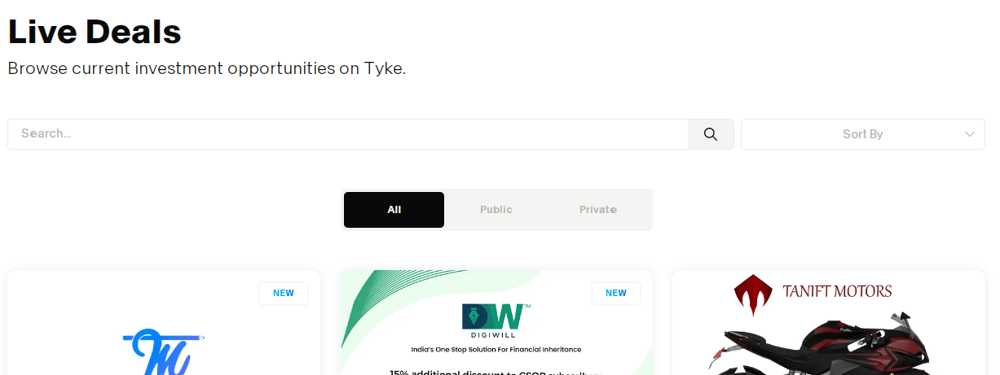 Live Deals
Browse current investment opportunities on Tyke.
Search...
Sort By
All
Public
Private
NEW
NEW
DW™
DIGIWILL
India's One Stop Solution For Financial Inheritance
15% additional discount to CSOP subscribers
TANIFT MOTORS